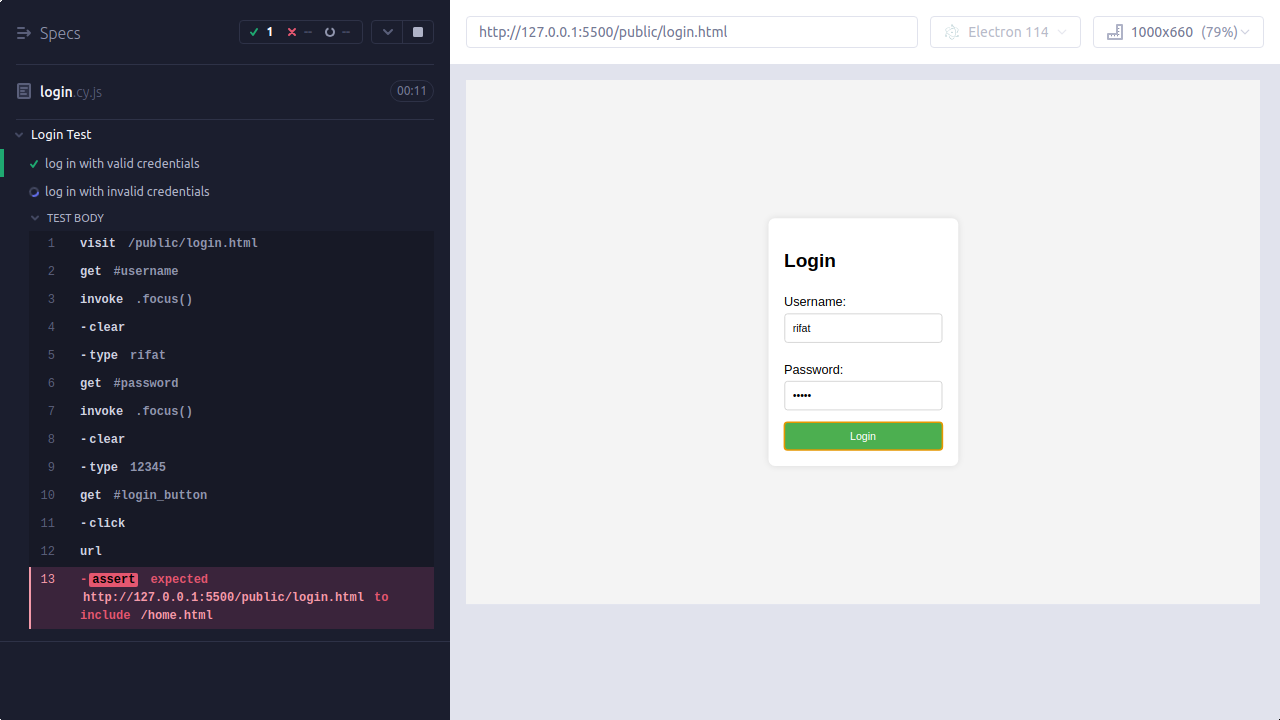 Specs
1 -- --
login.cy.js 00:11
Login Test
log in with valid credentials
log in with invalid credentials
TEST BODY
1 visit /public/login.html
2 get #username
3 invoke .focus()
4 -clear
5 -type rifat
6 get #password
7 invoke .focus()
8 -clear
9 -type 12345
10 get #login_button
11 -click
12 url
13 -assert expected
http://127.0.0.1:5500/public/login.html to
include /home.html
http://127.0.0.1:5500/public/login.html
Electron 114
1000x660 (79%)
Login
Username:
rifat
Password:
•••••
Login